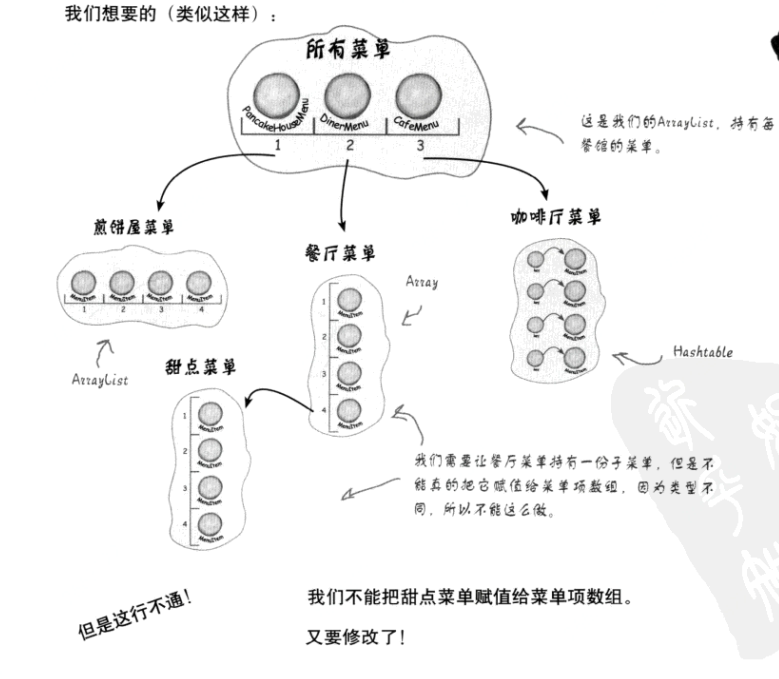 我们想要的（类似这样）：
所有菜单
PancakeHouseMenu
DinerMenu
CafeMenu
1
2
3
这是我们的ArrayList，持有每
餐馆的菜单。
煎饼屋菜单
MenuItem
MenuItem
MenuItem
MenuItem
1
2
3
4
ArrayList
餐厅菜单
1
MenuItem
2
MenuItem
3
MenuItem
4
MenuItem
Array
咖啡厅菜单
MenuItem
MenuItem
MenuItem
MenuItem
Hashtable
甜点菜单
1
MenuItem
2
MenuItem
3
MenuItem
4
MenuItem
我们需要让餐厅菜单持有一份子菜单，但是不
能真的把它赋值给菜单项数组，因为类型不
同，所以不能这么做。
但是这行不通！
我们不能把甜点菜单赋值给菜单项数组。
又要修改了！